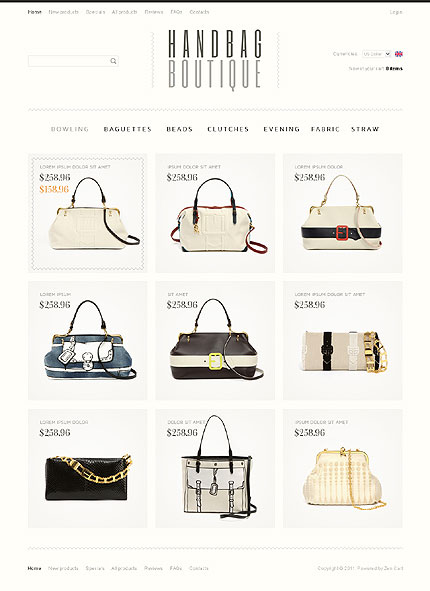 Home New products Specials All products Reviews FAQs Contacts Log in
HANDBAG
BOUTIQUE
Currencies: US Dollar
0 items
BOWLING BAGUETTES BEADS CLUTCHES EVENING FABRIC STRAW
LOREM IPSUM DOLOR SIT AMET
$258.96
$158.96
IPSUM DOLOR SIT AMET
$258.96
LOREM IPSUM DOLOR
$258.96
LOREM IPSUM
$258.96
SIT AMET
$258.96
LOREM IPSUM DOLOR SIT AMET
$258.96
LOREM IPSUM DOLOR
$258.96
DOLOR SIT AMET
$258.96
LOREM IPSUM DOLOR SIT AMET
$258.96
Home New products Specials All products Reviews FAQs Contacts Copyright © 2011 Powered by Zen Cart